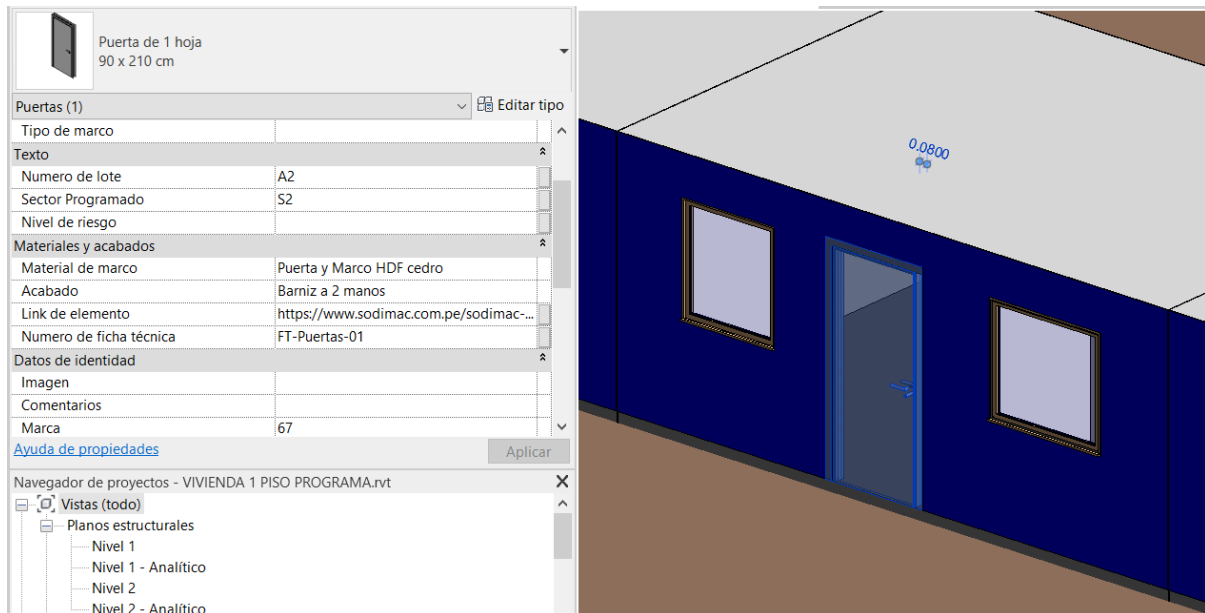 Puerta de 1 hoja
90 x 210 cm
Puertas (1)
Editar tipo
Tipo de marco
Texto
Numero de lote A2
Sector Programado S2
Nivel de riesgo
Materiales y acabados
Material de marco Puerta y Marco HDF cedro
Acabado Barniz a 2 manos
Link de elemento https://www.sodimac.com.pe/sodimac-...
Numero de ficha técnica FT-Puertas-01
Datos de identidad
Imagen
Comentarios
Marca 67
Ayuda de propiedades
Aplicar
Navegador de proyectos - VIVIENDA 1 PISO PROGRAMA.rvt
Vistas (todo)
Planos estructurales
Nivel 1
Nivel 1 - Analítico
Nivel 2
Nivel 2 - Analítico
0.0800